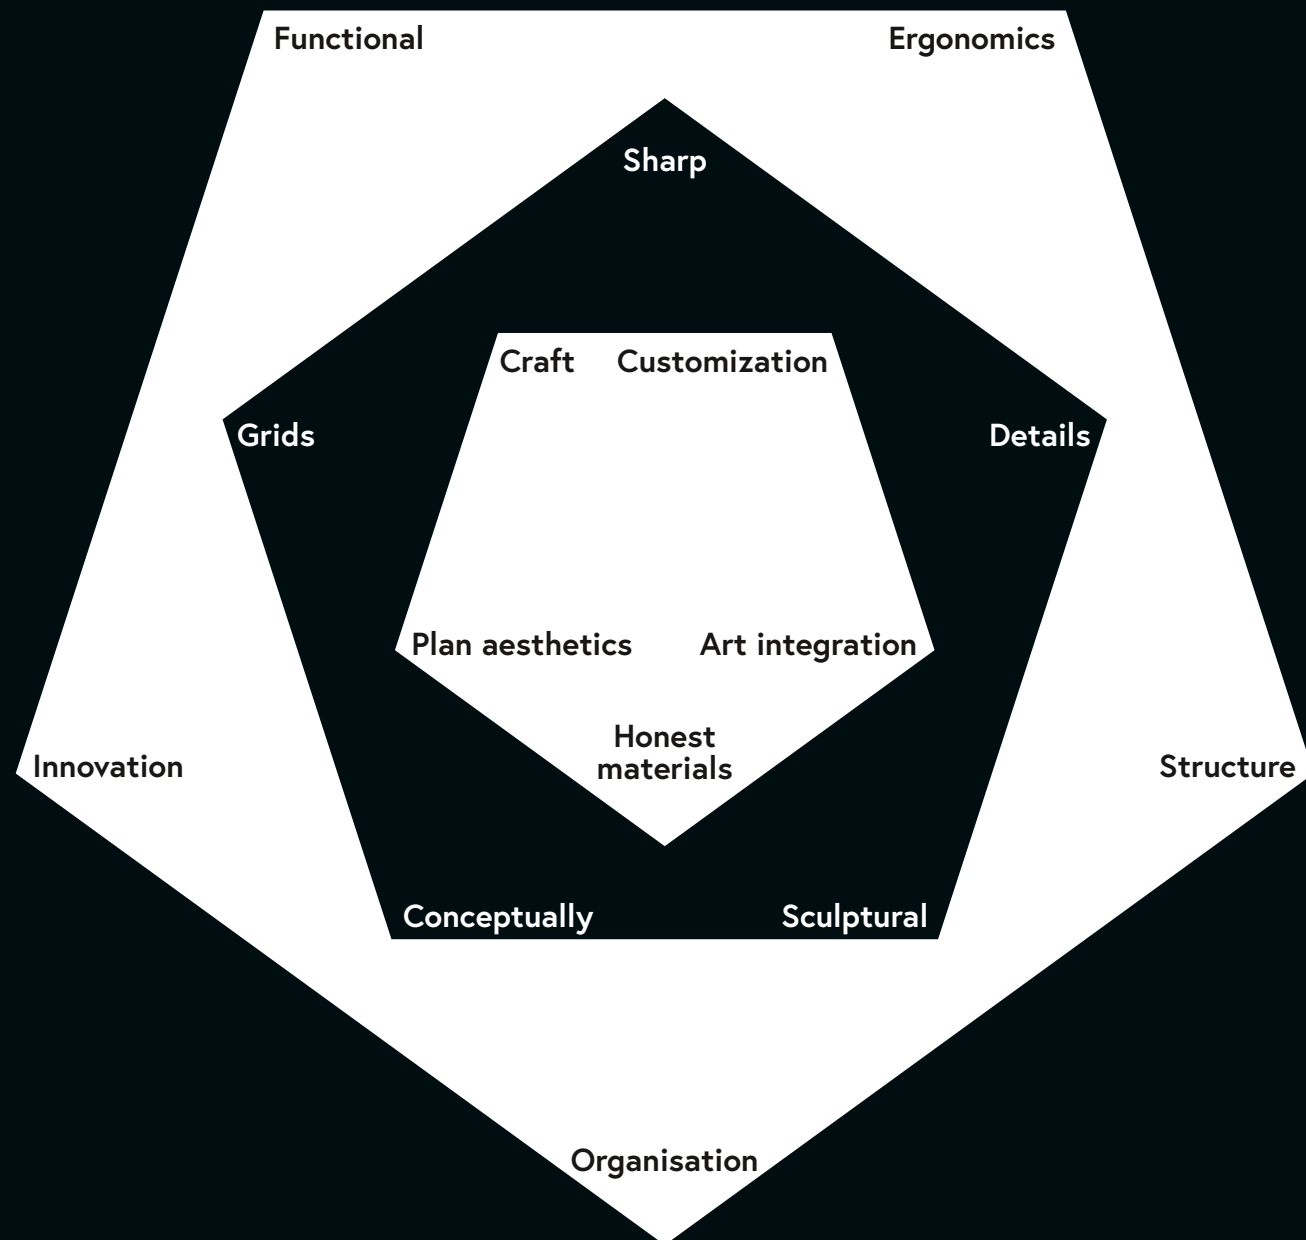 Functional
Ergonomics
Sharp
Craft
Customization
Grids
Details
Plan aesthetics
Art integration
Honest
materials
Innovation
Structure
Conceptually
Sculptural
Organisation